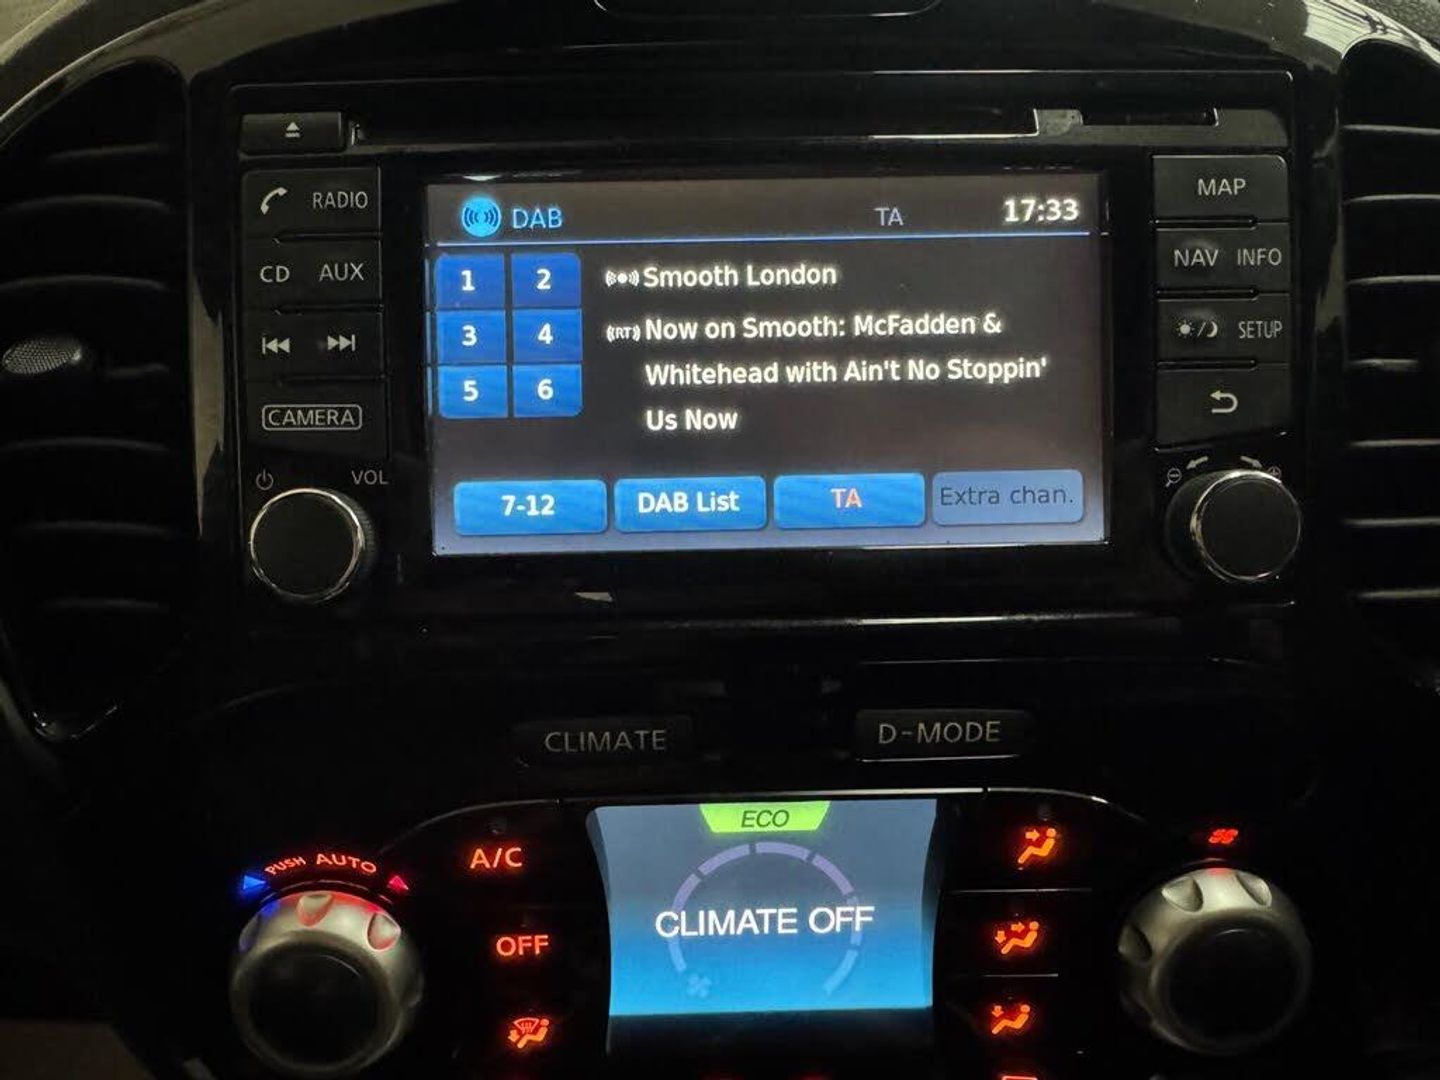 RADIO
CD AUX
CAMERA
VOL
DAB TA 17:33
1 2
3 4
5 6
Smooth London
(RT) Now on Smooth: McFadden &
Whitehead with Ain't No Stoppin'
Us Now
7-12 DAB List TA Extra chan.
MAP
NAV INFO
SETUP
CLIMATE D-MODE
PUSH AUTO
A/C
OFF
ECO
CLIMATE OFF